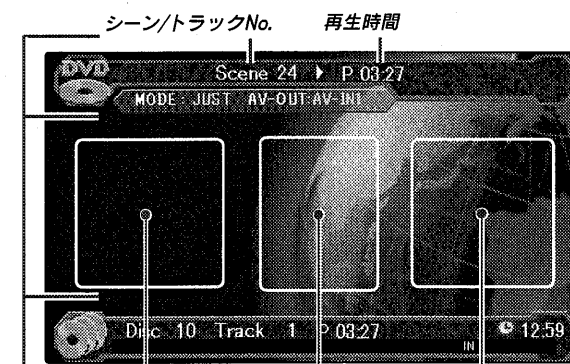 シーン/トラックNo. 再生時間
DVD
Scene 24 ▶ P 03:27
MODE : JUST AV-OUT:AV-IN1
Disc 10 Track 1 P 03:27
12:59
IN